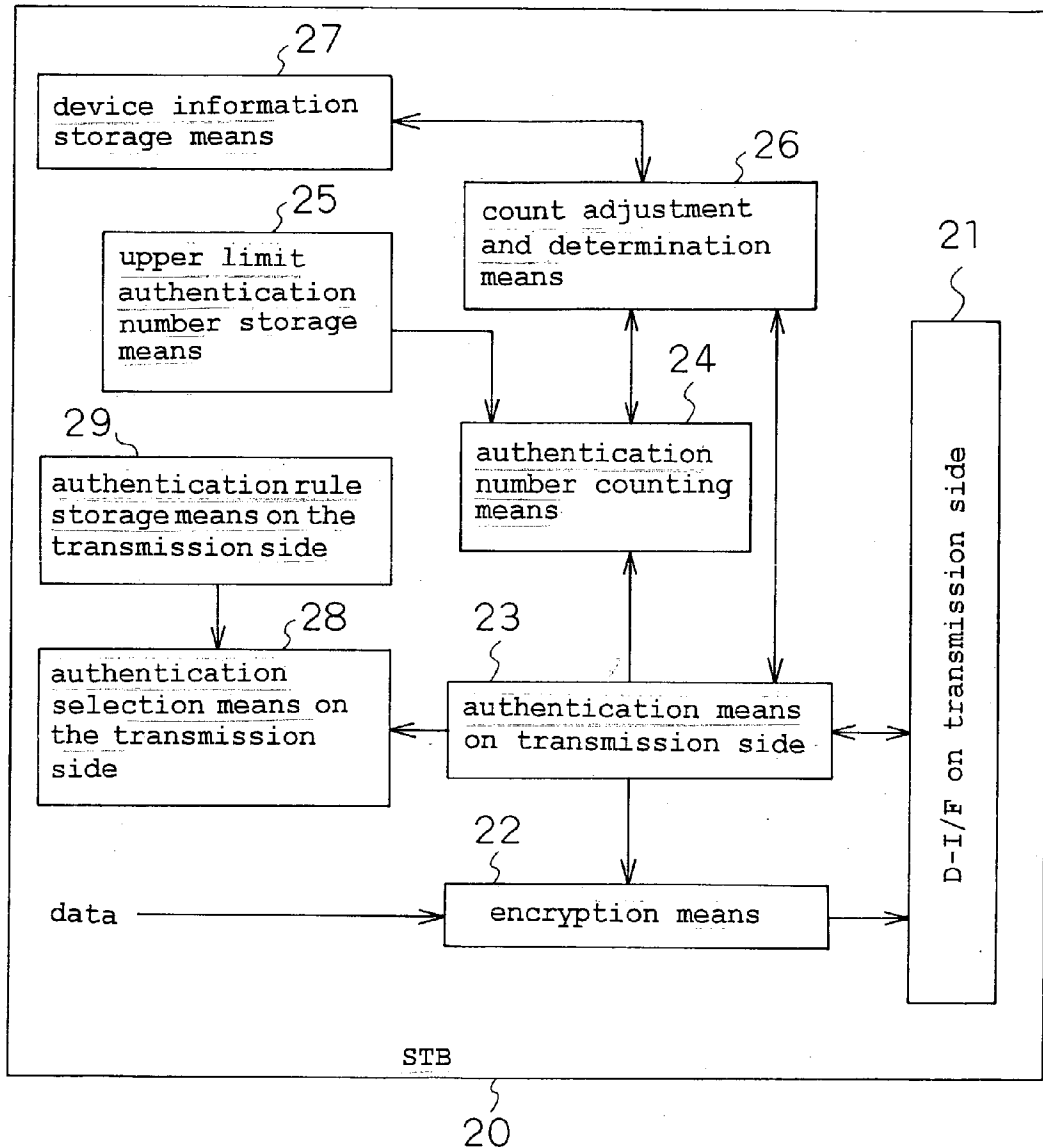 27
device information
storage means
26
count adjustment
and determination
means
25
upper limit
authentication
number storage
means
21
D-I/F on transmission side
24
authentication
number counting
means
29
authentication rule
storage means on the
transmission side
28
authentication
selection means on
the transmission
side
23
authentication means
on transmission side
22
encryption means
data
STB
20